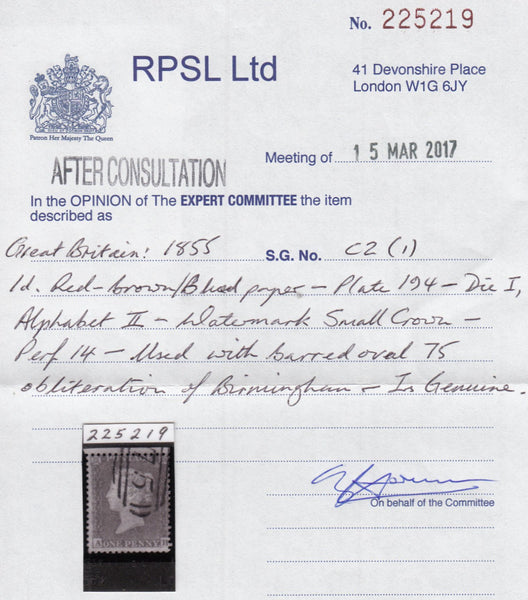 No. 225219
RPSL Ltd
41 Devonshire Place
London W1G 6JY
Patron Her Majesty The Queen
AFTER CONSULTATION
Meeting of 15 MAR 2017
In the OPINION of The EXPERT COMMITTEE the item
described as
Great Britain: 1855 S.G. No. C2(1)
1d. Red-brown/Blued paper - Plate 194 - Die I,
Alphabet II - Watermark Small Crown -
Perf 14 - Used with barred oval 75
obliteration of Birmingham - Is Genuine.
225219
75
On behalf of the Committee
ONE PENNY